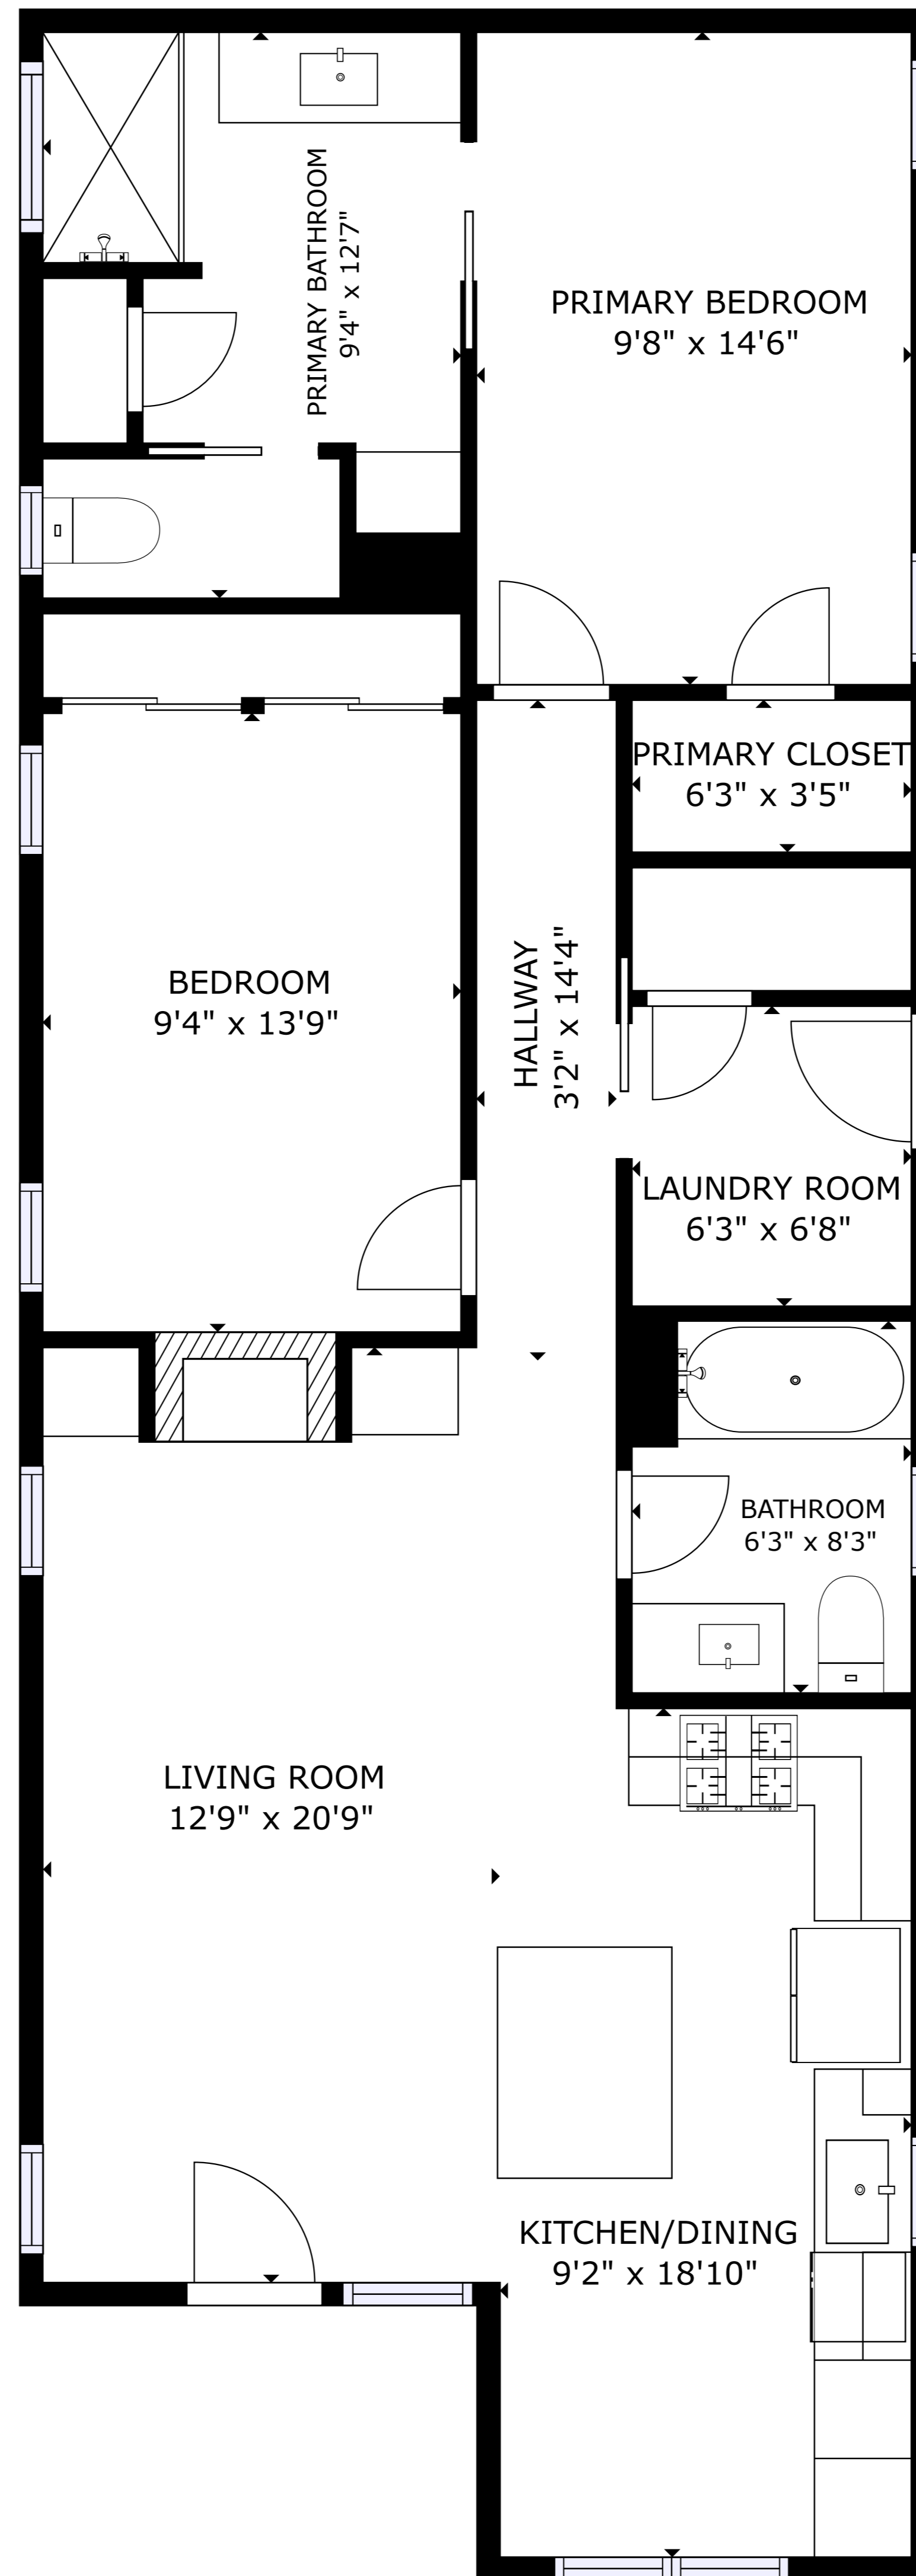 PRIMARY BATHROOM
9'4" x 12'7"
PRIMARY BEDROOM
9'8" x 14'6"
PRIMARY CLOSET
6'3" x 3'5"
BEDROOM
9'4" x 13'9"
HALLWAY
3'2" x 14'4"
LAUNDRY ROOM
6'3" x 6'8"
BATHROOM
6'3" x 8'3"
LIVING ROOM
12'9" x 20'9"
KITCHEN/DINING
9'2" x 18'10"